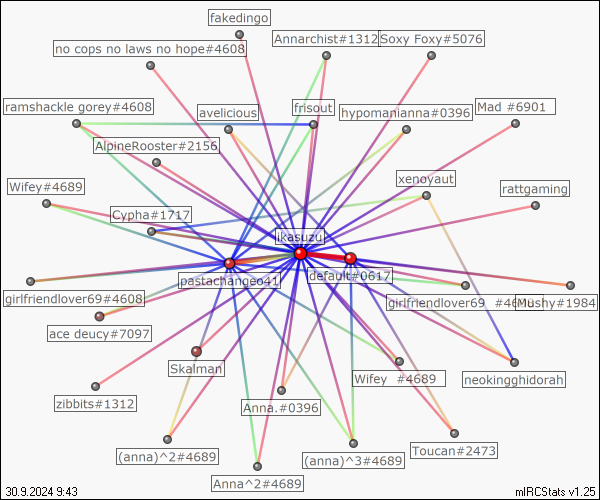 fakedingo
Annarchist#1312
Soxy Foxy#5076
no cops no laws no hope#4608
ramshackle gorey#4608
avelicious
frisout
hypomanianna#0396
Mad #6901
AlpineRooster#2156
xenoyaut
Wifey#4689
rattgaming
Cypha#1717
ikasuzu
pastachangeo41
default#0617
girlfriendlover69#4608
girlfriendlover69 #4
Mushy#1984
ace deucy#7097
Skalman
Wifey #4689
neokingghidorah
zibbits#1312
Anna.#0396
(anna)^2#4689
(anna)^3#4689
Toucan#2473
Anna^2#4689
30.9.2024 9:43
mIRCStats v1.25